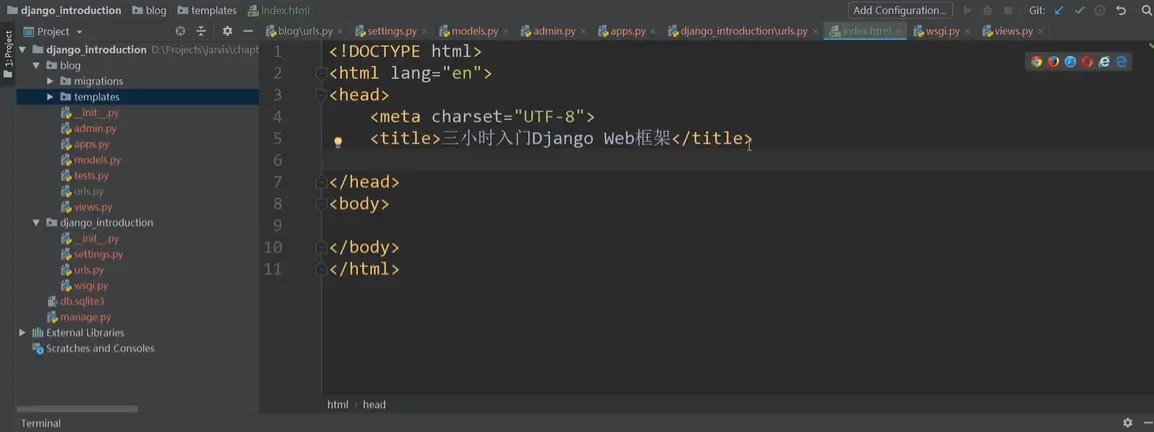 django_introduction blog templates index.html Add Configuration... Git:
1: Project
Project
blog\urls.py settings.py models.py admin.py apps.py django_introduction\urls.py index.html wsgi.py views.py
django_introduction D:\Projects\jarvis\chapt
blog
migrations
templates
__init__.py
admin.py
apps.py
models.py
tests.py
urls.py
views.py
django_introduction
__init__.py
settings.py
urls.py
wsgi.py
db.sqlite3
manage.py
External Libraries
Scratches and Consoles
1 <!DOCTYPE html>
2 <html lang="en">
3 <head>
4 <meta charset="UTF-8">
5 <title>三小时入门Django Web框架</title>
6
7 </head>
8 <body>
9
10 </body>
11 </html>
html head
Terminal